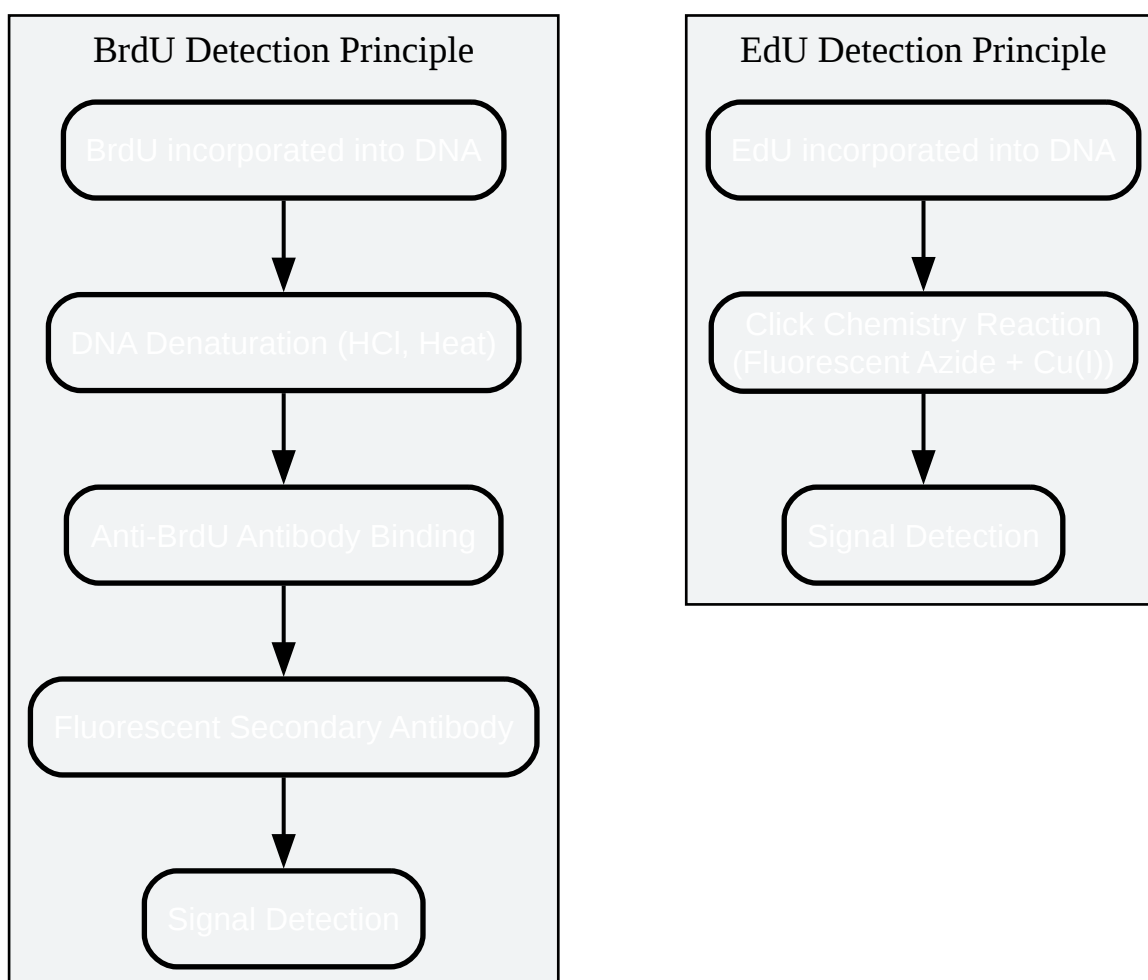 BrdU Detection Principle
BrdU incorporated into DNA
DNA Denaturation (HCl, Heat)
Anti-BrdU Antibody Binding
Fluorescent Secondary Antibody
Signal Detection
EdU Detection Principle
EdU incorporated into DNA
Click Chemistry Reaction
(Fluorescent Azide + Cu(I))
Signal Detection